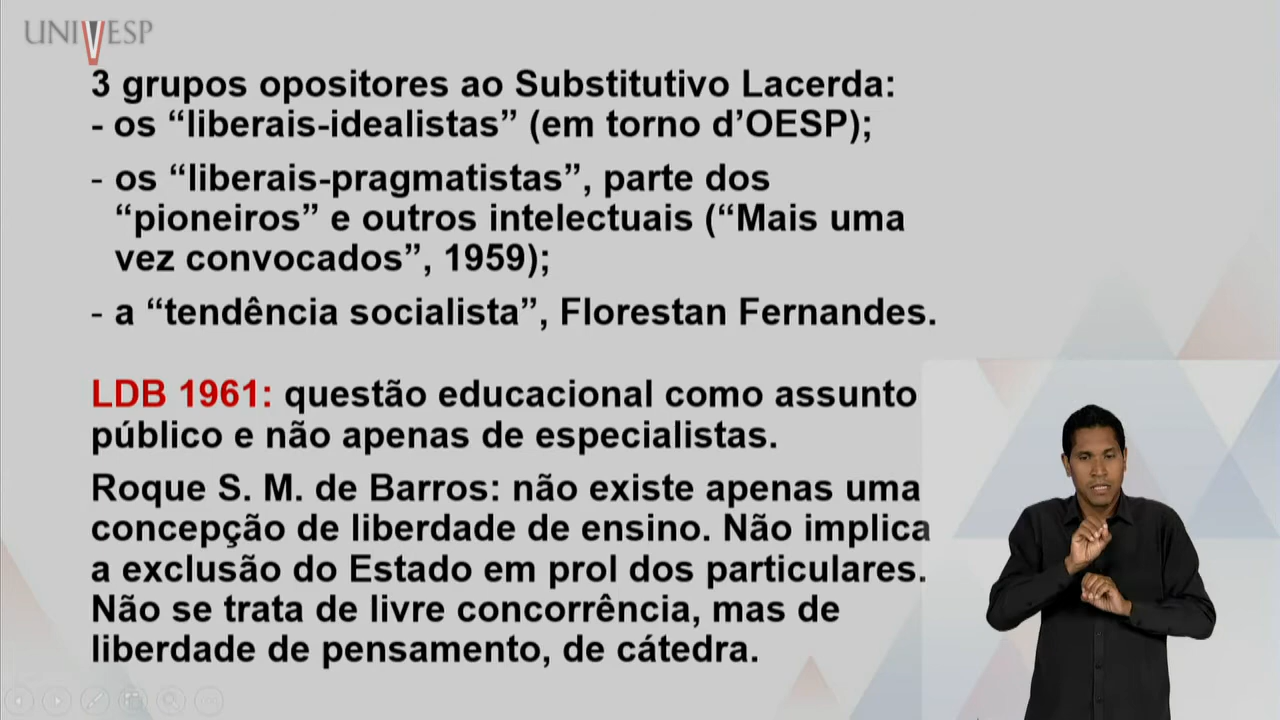 UNIVESP
3 grupos opositores ao Substitutivo Lacerda:
- os “liberais-idealistas” (em torno d’OESP);
- os “liberais-pragmatistas”, parte dos
“pioneiros” e outros intelectuais (“Mais uma
vez convocados”, 1959);
- a “tendência socialista”, Florestan Fernandes.
LDB 1961: questão educacional como assunto
público e não apenas de especialistas.
Roque S. M. de Barros: não existe apenas uma
concepção de liberdade de ensino. Não implica
a exclusão do Estado em prol dos particulares.
Não se trata de livre concorrência, mas de
liberdade de pensamento, de cátedra.